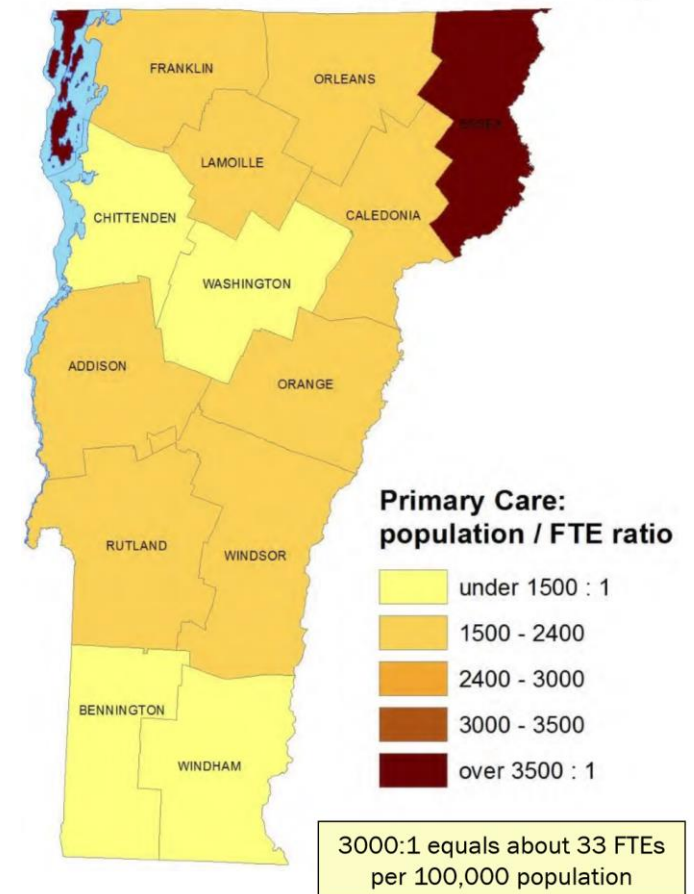 FRANKLIN
ORLEANS
ESSEX
LAMOILLE
CHITTENDEN
CALEDONIA
WASHINGTON
ADDISON
ORANGE
RUTLAND
WINDSOR
BENNINGTON
WINDHAM
Primary Care:
population / FTE ratio
under 1500 : 1
1500 - 2400
2400 - 3000
3000 - 3500
over 3500 : 1
3000:1 equals about 33 FTEs
per 100,000 population